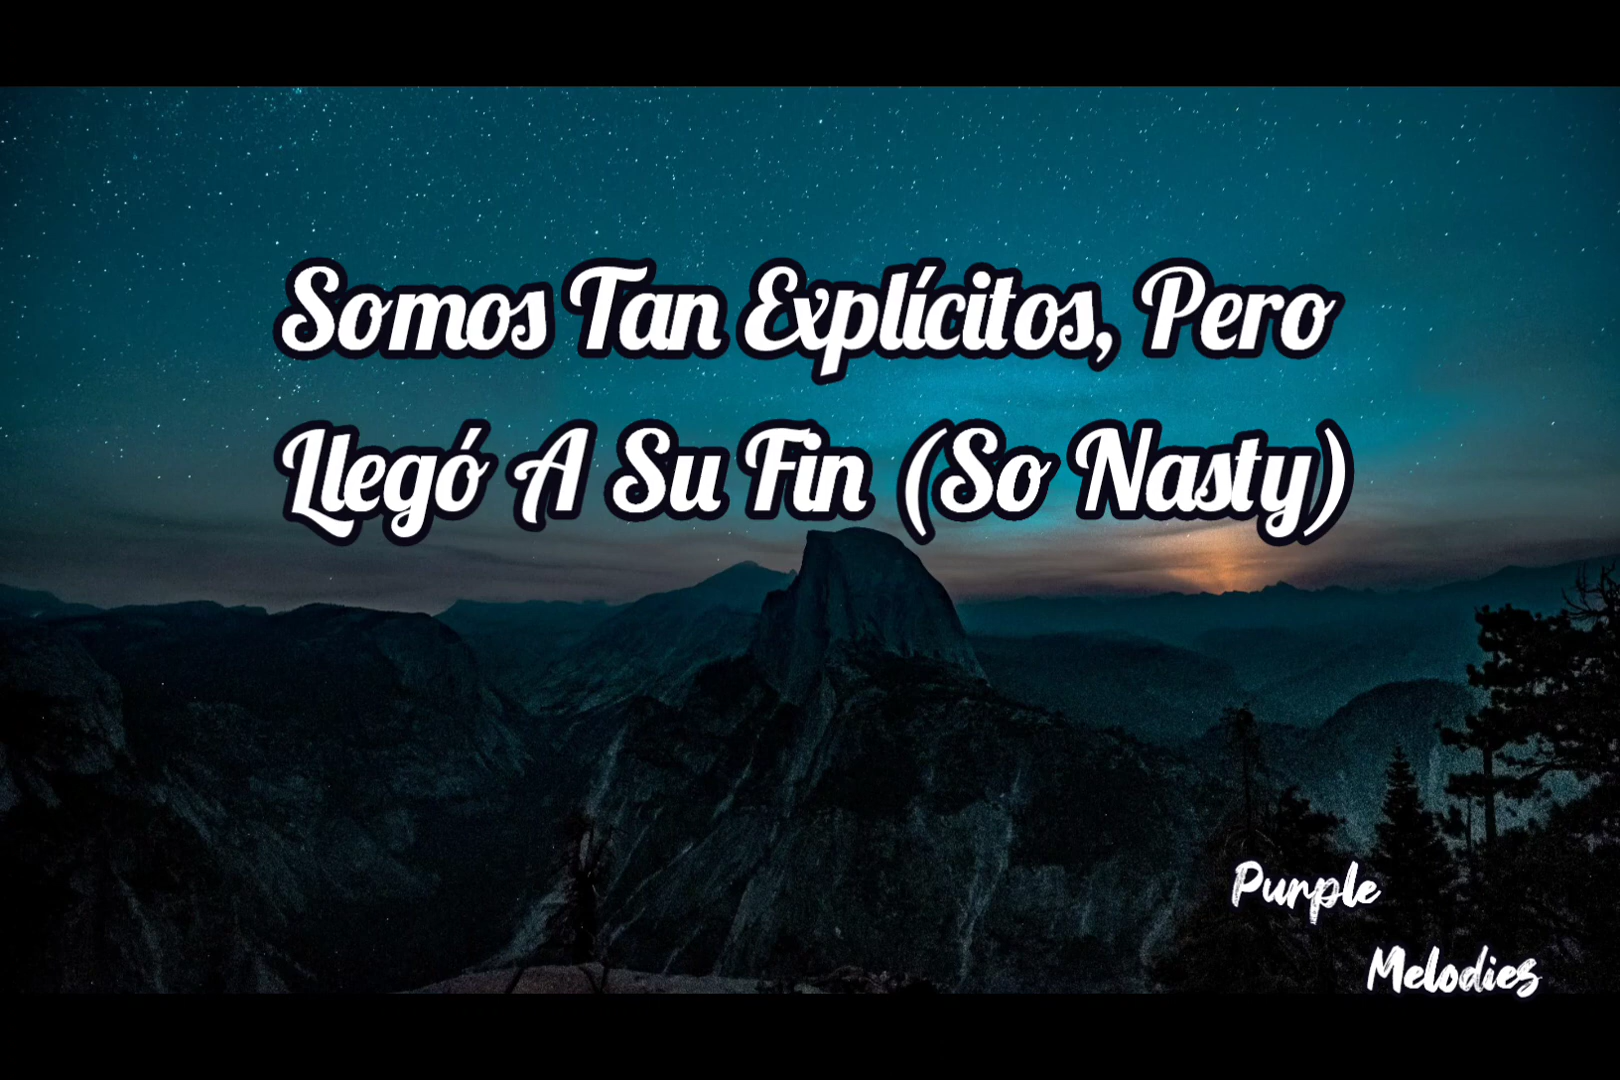 Somos Tan Explícitos, Pero
Llegó A Su Fin (So Nasty)
Purple
Melodies